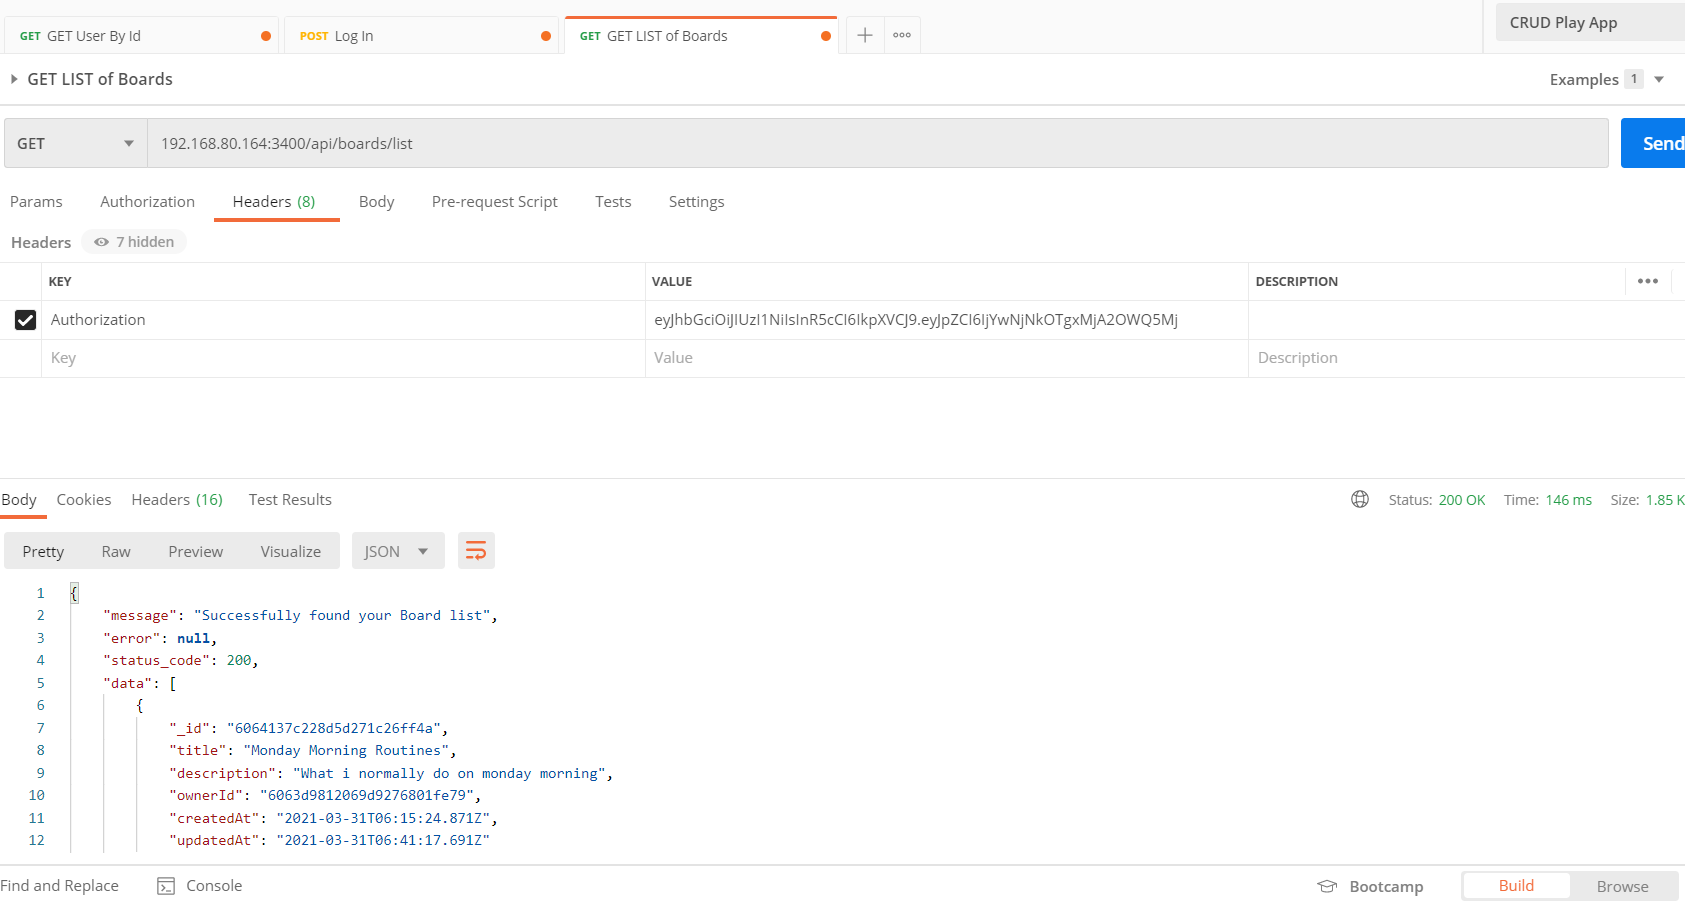 GET GET User By Id POST Log In GET GET LIST of Boards CRUD Play App
GET LIST of Boards Examples 1
GET 192.168.80.164:3400/api/boards/list Send
Params Authorization Headers (8) Body Pre-request Script Tests Settings
Headers 7 hidden
KEY VALUE DESCRIPTION
Authorization eyJhbGciOiJIUzI1NiIsInR5cCI6IkpXVCJ9.eyJpZCI6IjYwNjNkOTgxMjA2OWQ5Mj
Key Value Description
Body Cookies Headers (16) Test Results Status: 200 OK Time: 146 ms Size: 1.85 K
Pretty Raw Preview Visualize JSON
1 {
2 "message": "Successfully found your Board list",
3 "error": null,
4 "status_code": 200,
5 "data": [
6 {
7 "_id": "6064137c228d5d271c26ff4a",
8 "title": "Monday Morning Routines",
9 "description": "What i normally do on monday morning",
10 "ownerId": "6063d9812069d9276801fe79",
11 "createdAt": "2021-03-31T06:15:24.871Z",
12 "updatedAt": "2021-03-31T06:41:17.691Z"
Find and Replace Console Bootcamp Build Browse